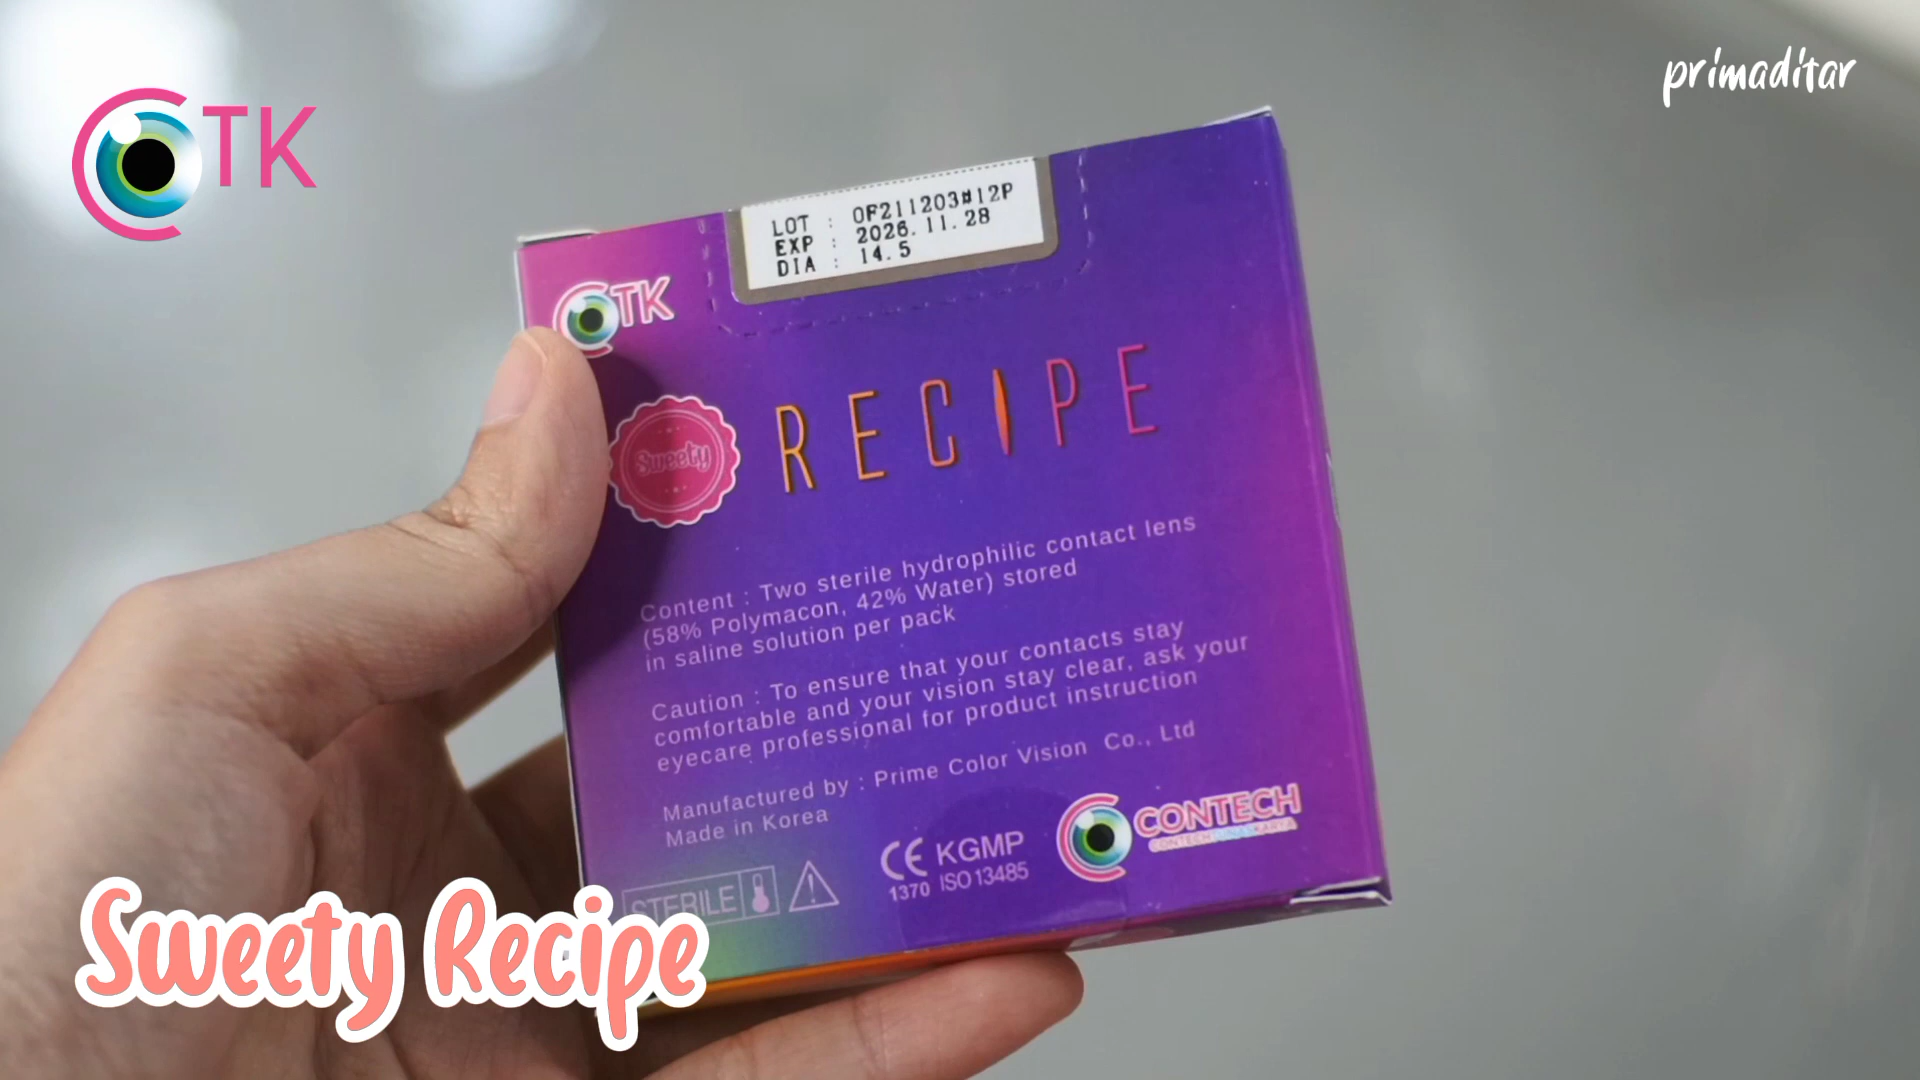 CTK
primaditar
LOT : OF211203#12P
EXP : 2026.11.28
DIA : 14.5
CTK
Sweety
RECIPE
Content : Two sterile hydrophilic contact lens
(58% Polymacon, 42% Water) stored
in saline solution per pack
Caution : To ensure that your contacts stay
comfortable and your vision stay clear, ask your
eyecare professional for product instruction
Manufactured by : Prime Color Vision Co., Ltd
Made in Korea
STERILE
CE KGMP
1370 ISO 13485
CONTECH
CONTECHLUNASKARYA
Sweety Recipe